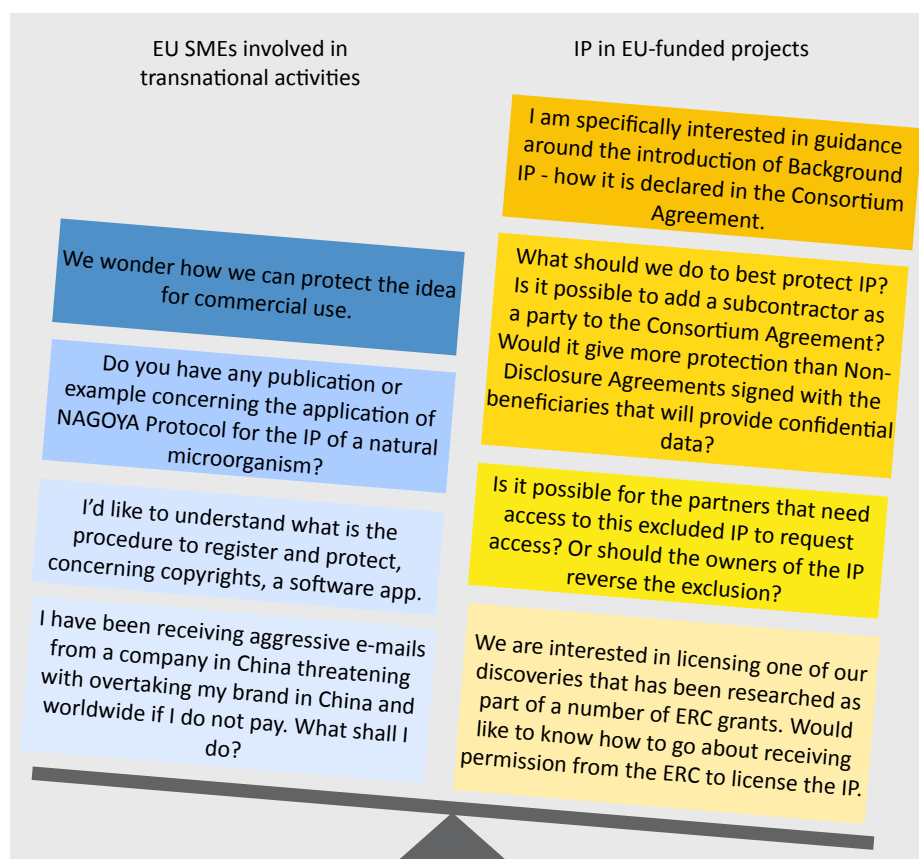 EU SMEs involved in
transnational activities
We wonder how we can protect the idea
for commercial use.
Do you have any publication or
example concerning the application of
NAGOYA Protocol for the IP of a natural
microorganism?
I'd like to understand what is the
procedure to register and protect,
concerning copyrights, a software app.
I have been receiving aggressive e-mails
from a company in China threatening
with overtaking my brand in China and
worldwide if I do not pay. What shall I
do?
IP in EU-funded projects
I am specifically interested in guidance
around the introduction of Background
IP - how it is declared in the Consortium
Agreement.
What should we do to best protect IP?
Is it possible to add a subcontractor as
a party to the Consortium Agreement?
Would it give more protection than Non-
Disclosure Agreements signed with the
beneficiaries that will provide confidential
data?
Is it possible for the partners that need
access to this excluded IP to request
access? Or should the owners of the IP
reverse the exclusion?
We are interested in licensing one of our
discoveries that has been researched as
part of a number of ERC grants. Would
like to know how to go about receiving
permission from the ERC to license the IP.